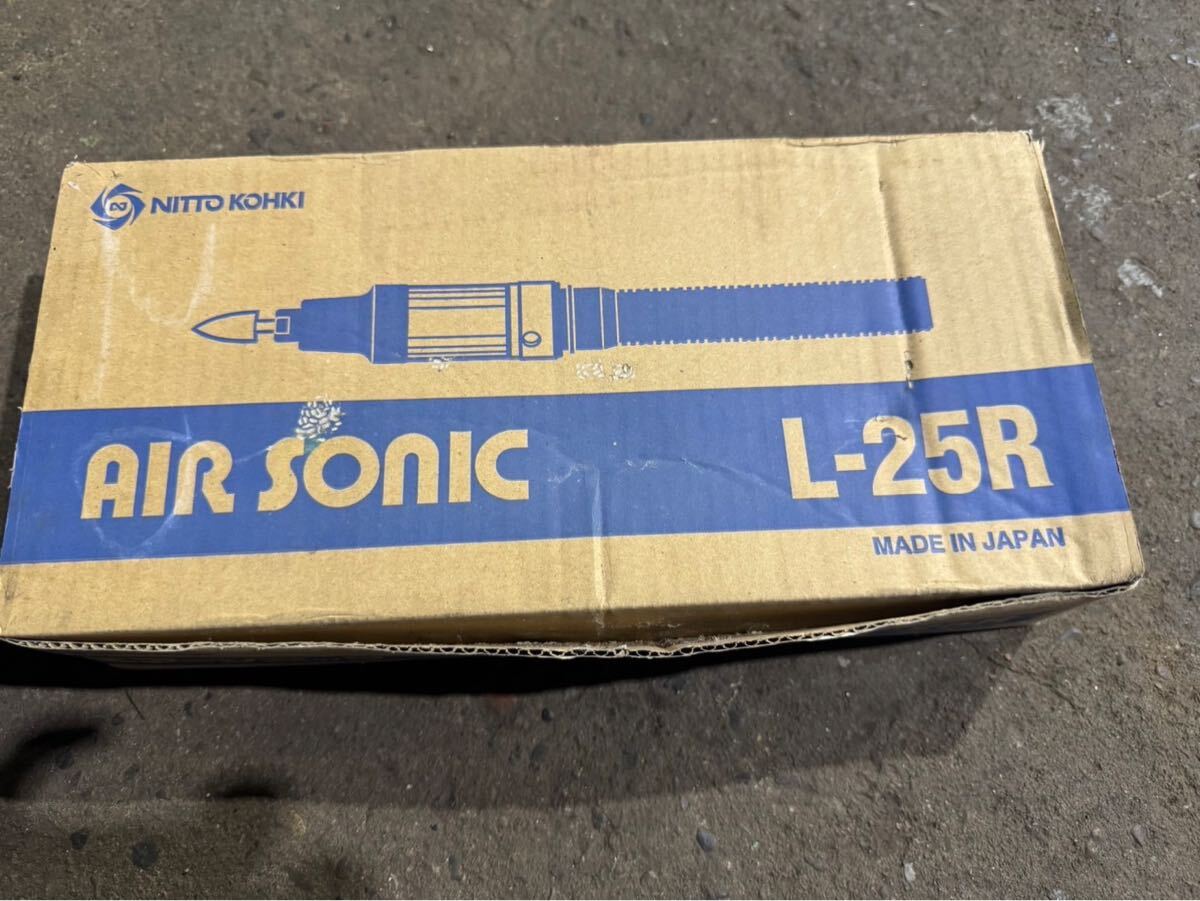 NITTO KOHKI
AIR SONIC L-25R
MADE IN JAPAN